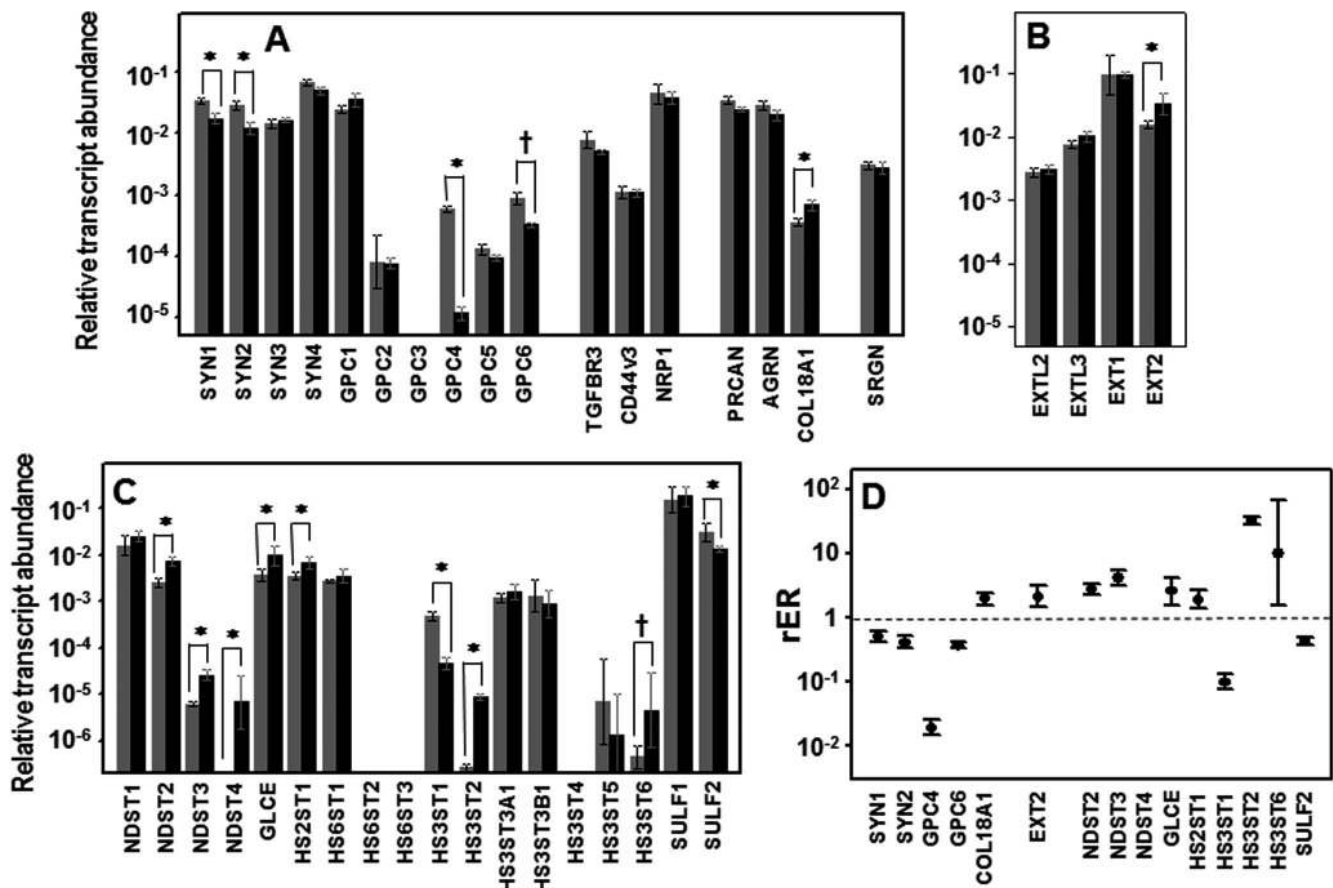 A
Relative transcript abundance
10-1
10-2
10-3
10-4
10-5
* * * † *
SYN1 SYN2 SYN3 SYN4 GPC1 GPC2 GPC3 GPC4 GPC5 GPC6 TGFBR3 CD44v3 NRP1 PRCAN AGRN COL18A1 SRGN
B
10-1
10-2
10-3
10-4
10-5
*
EXTL2 EXTL3 EXT1 EXT2
C
Relative transcript abundance
10-1
10-2
10-3
10-4
10-5
10-6
* * * * * * * † *
NDST1 NDST2 NDST3 NDST4 GLCE HS2ST1 HS6ST1 HS6ST2 HS6ST3 HS3ST1 HS3ST2 HS3ST3A1 HS3ST3B1 HS3ST4 HS3ST5 HS3ST6 SULF1 SULF2
D
rER
102
10
1
10-1
10-2
SYN1 SYN2 GPC4 GPC6 COL18A1 EXT2 NDST2 NDST3 NDST4 GLCE HS2ST1 HS3ST1 HS3ST2 HS3ST6 SULF2